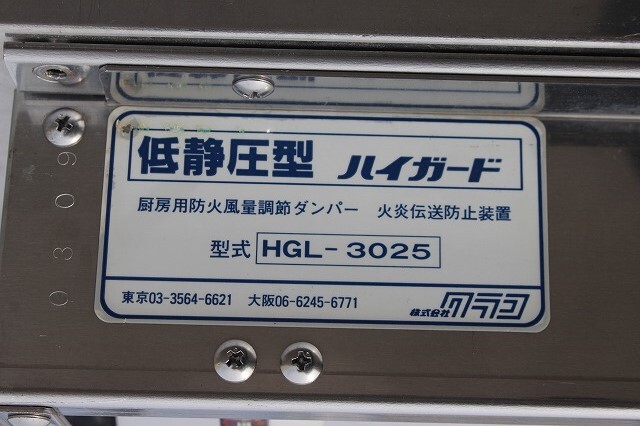 低静圧型 ハイガード
厨房用防火風量調節ダンパー 火炎伝送防止装置
型式 HGL-3025
東京03-3564-6621 大阪06-6245-6771
株式会社 クラコ
0309